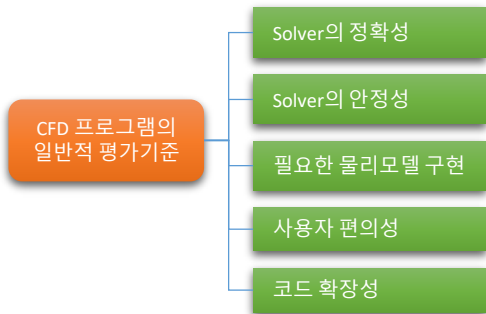 CFD 프로그램의
일반적 평가기준
Solver의 정확성
Solver의 안정성
필요한 물리모델 구현
사용자 편의성
코드 확장성